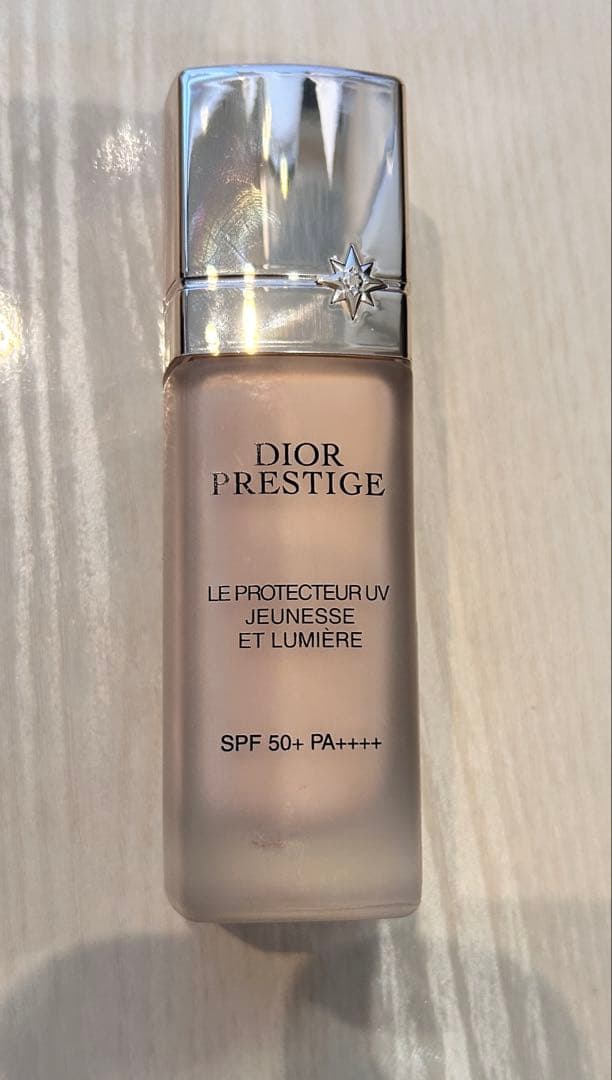 DIOR
PRESTIGE
LE PROTECTEUR UV
JEUNESSE
ET LUMIÈRE
SPF 50+ PA++++